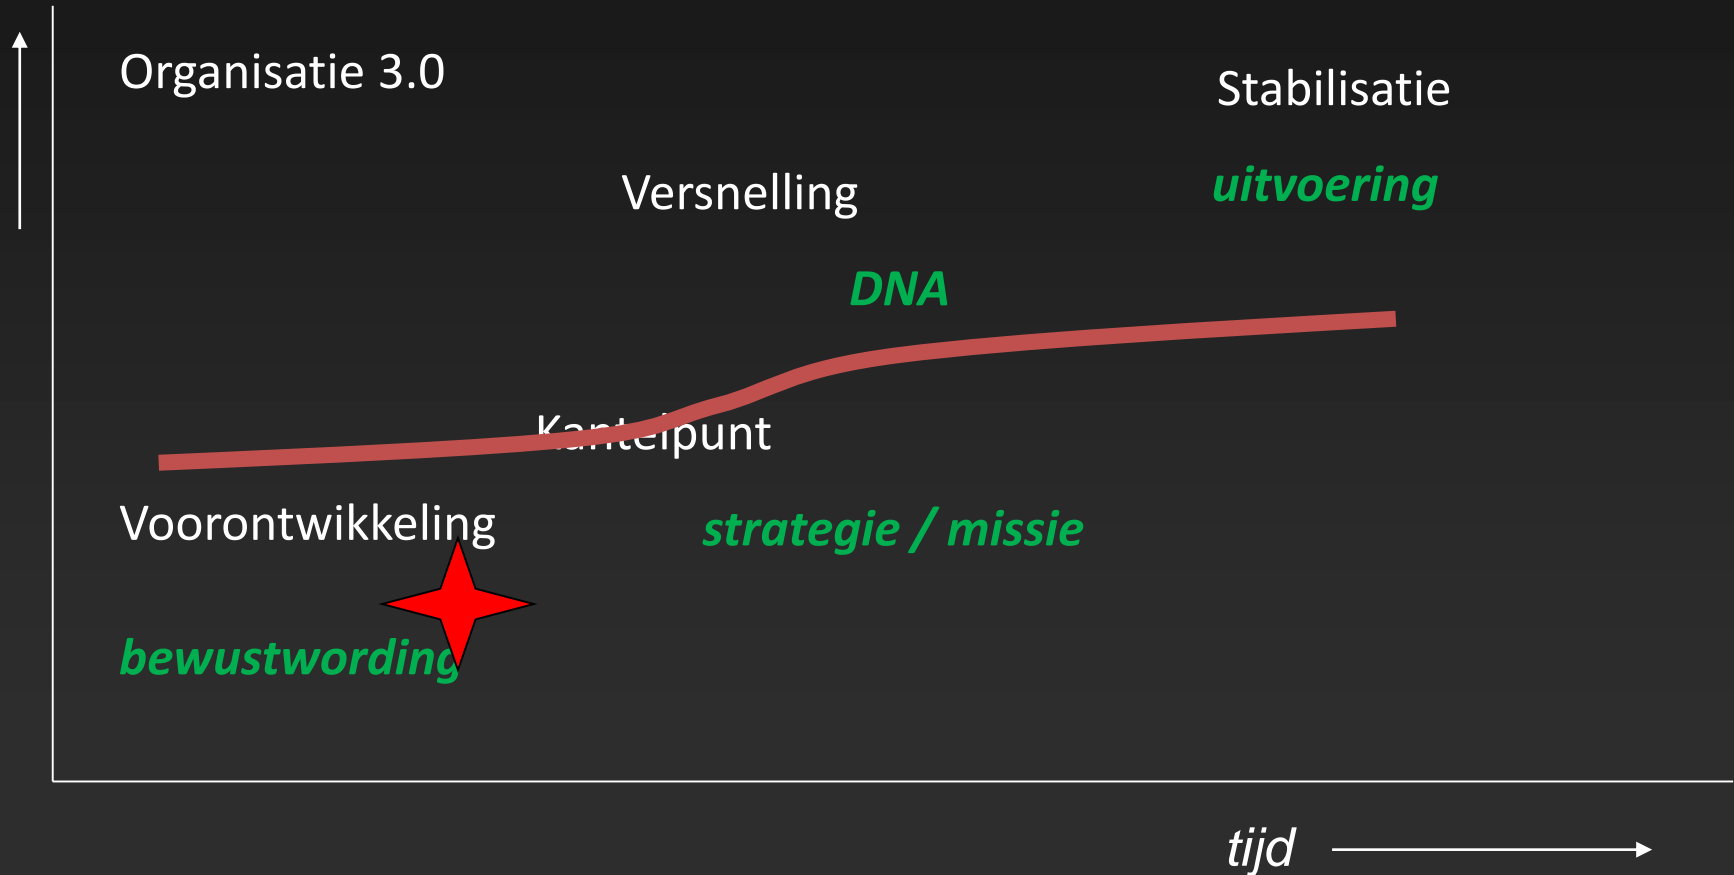 Organisatie 3.0
Stabilisatie
Versnelling
uitvoering
DNA
Kantelpunt
Voorontwikkeling
strategie / missie
bewustwording
tijd